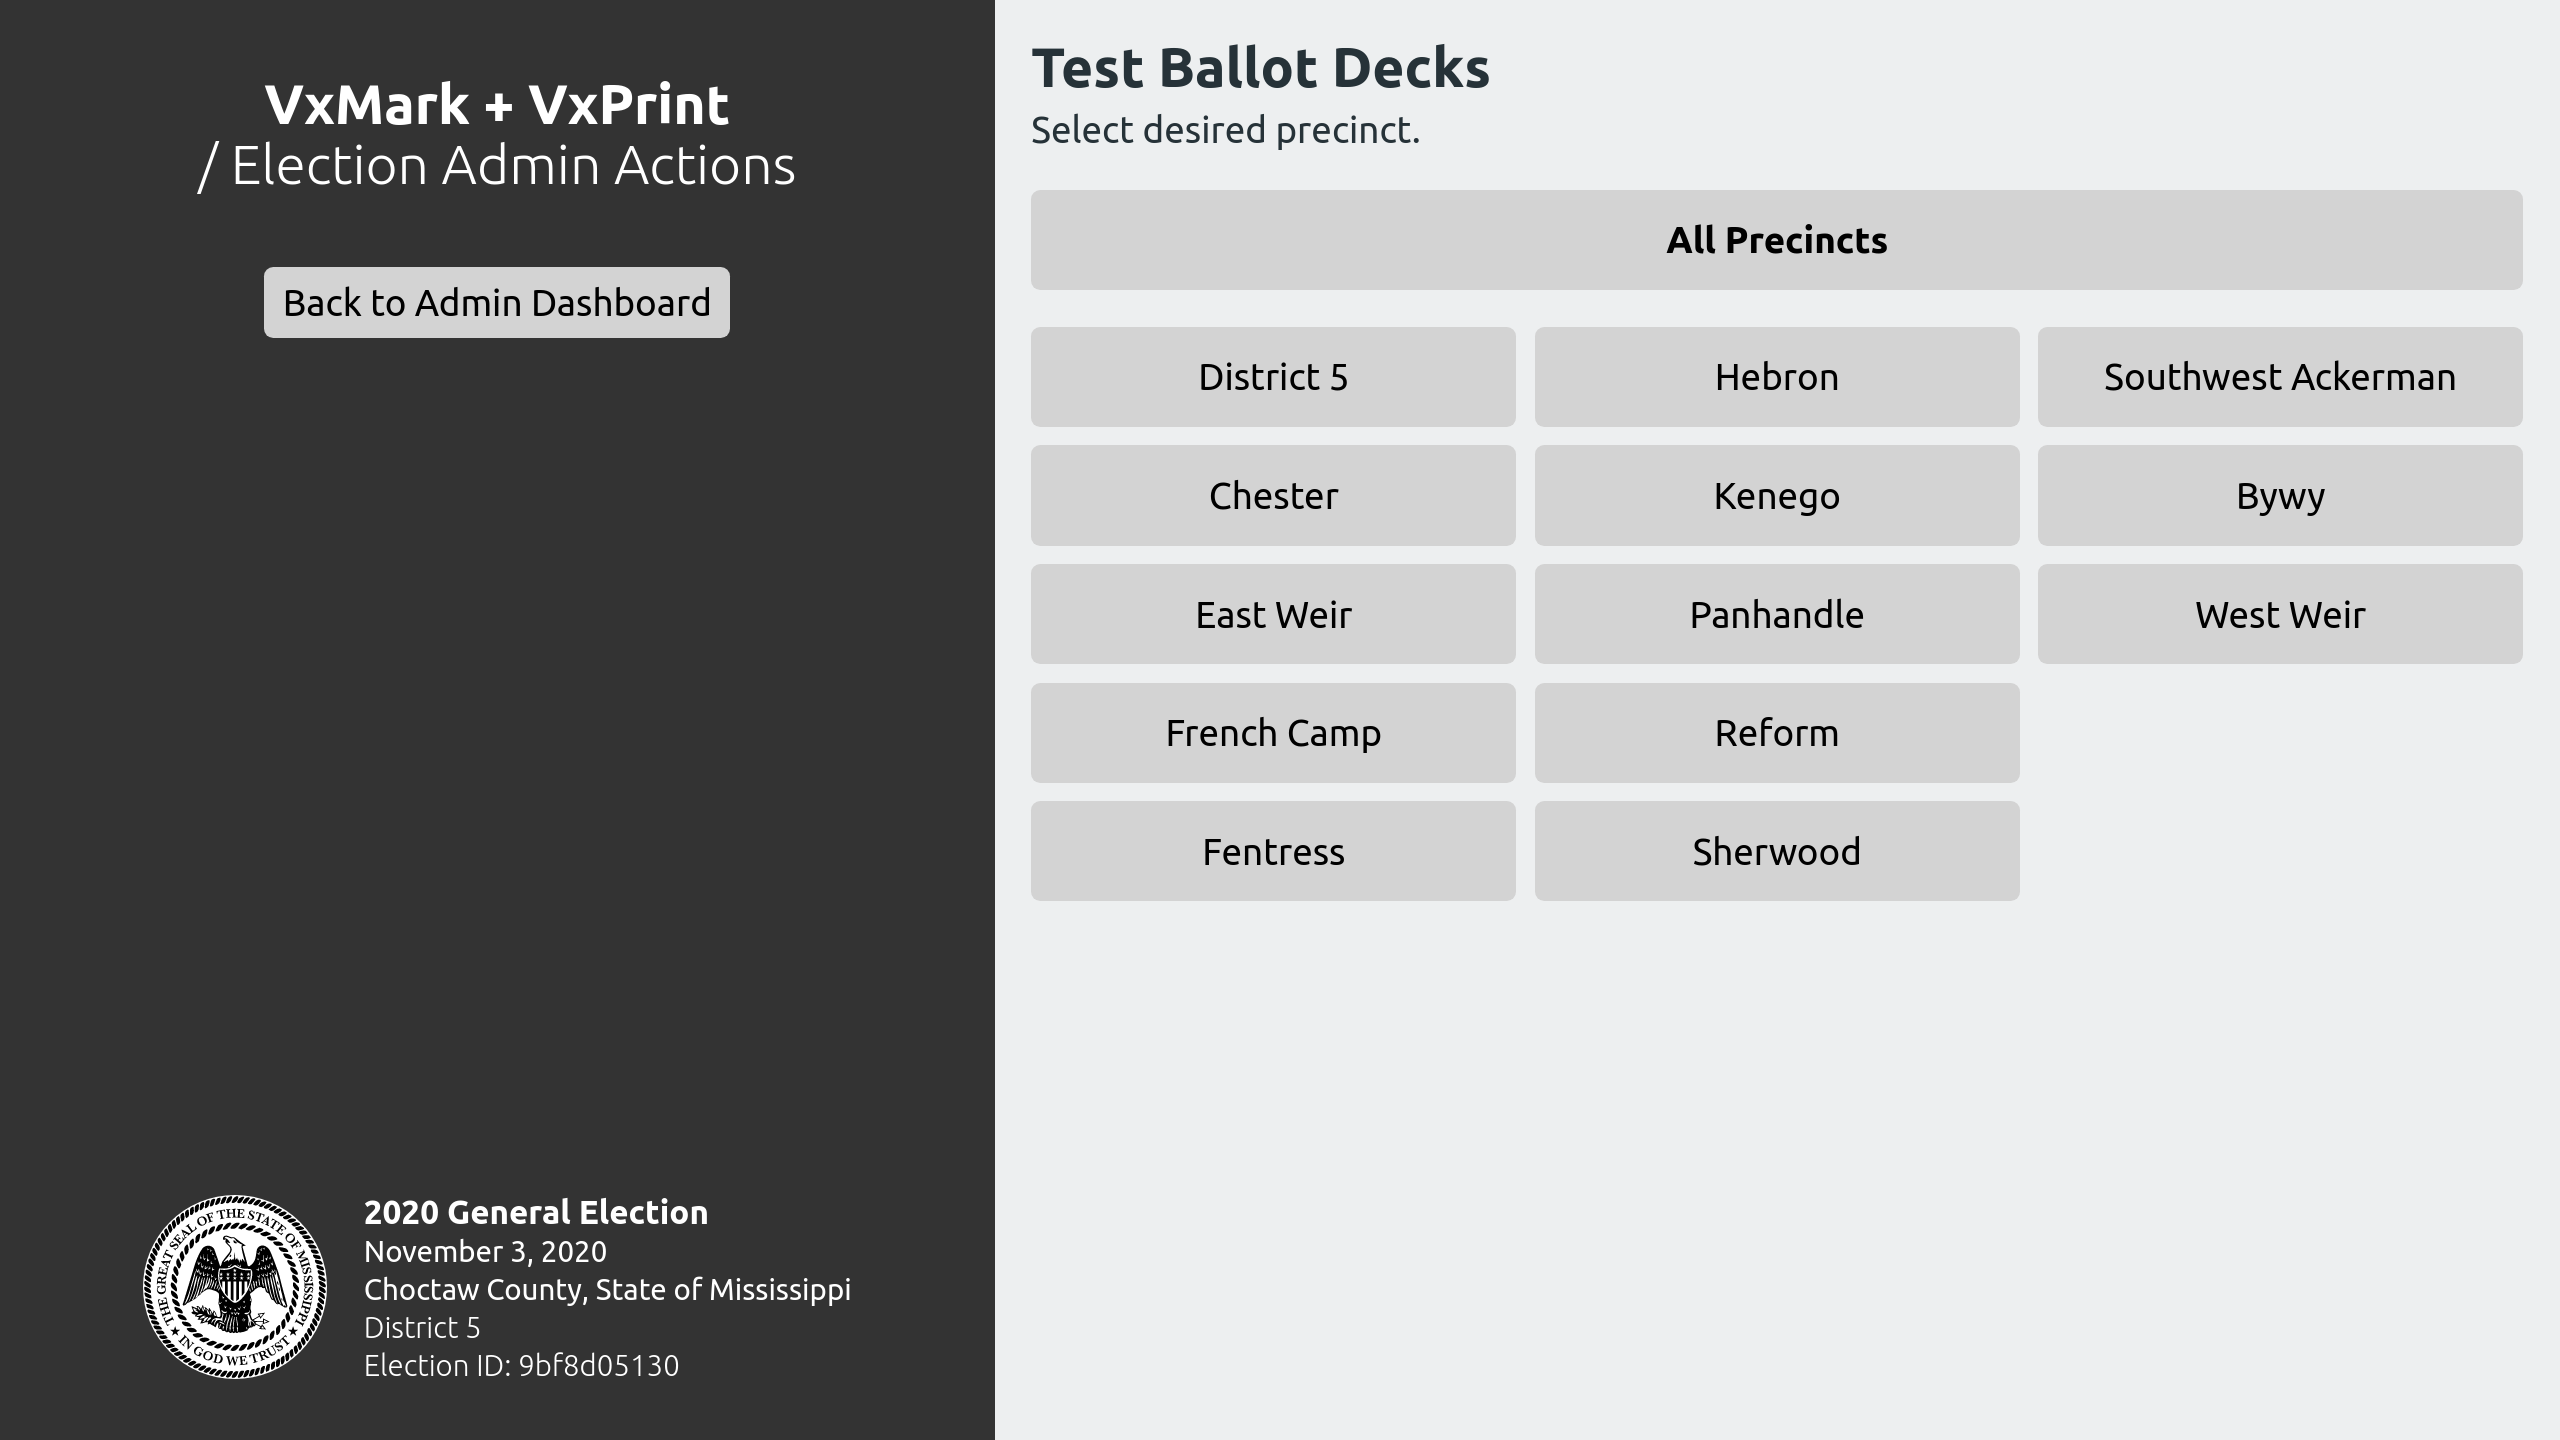 VxMark + VxPrint
/ Election Admin Actions
Back to Admin Dashboard
THE GREAT SEAL OF THE STATE OF MISSISSIPPI
★ IN GOD WE TRUST ★
2020 General Election
November 3, 2020
Choctaw County, State of Mississippi
District 5
Election ID: 9bf8d05130
Test Ballot Decks
Select desired precinct.
All Precincts
District 5
Hebron
Southwest Ackerman
Chester
Kenego
Bywy
East Weir
Panhandle
West Weir
French Camp
Reform
Fentress
Sherwood